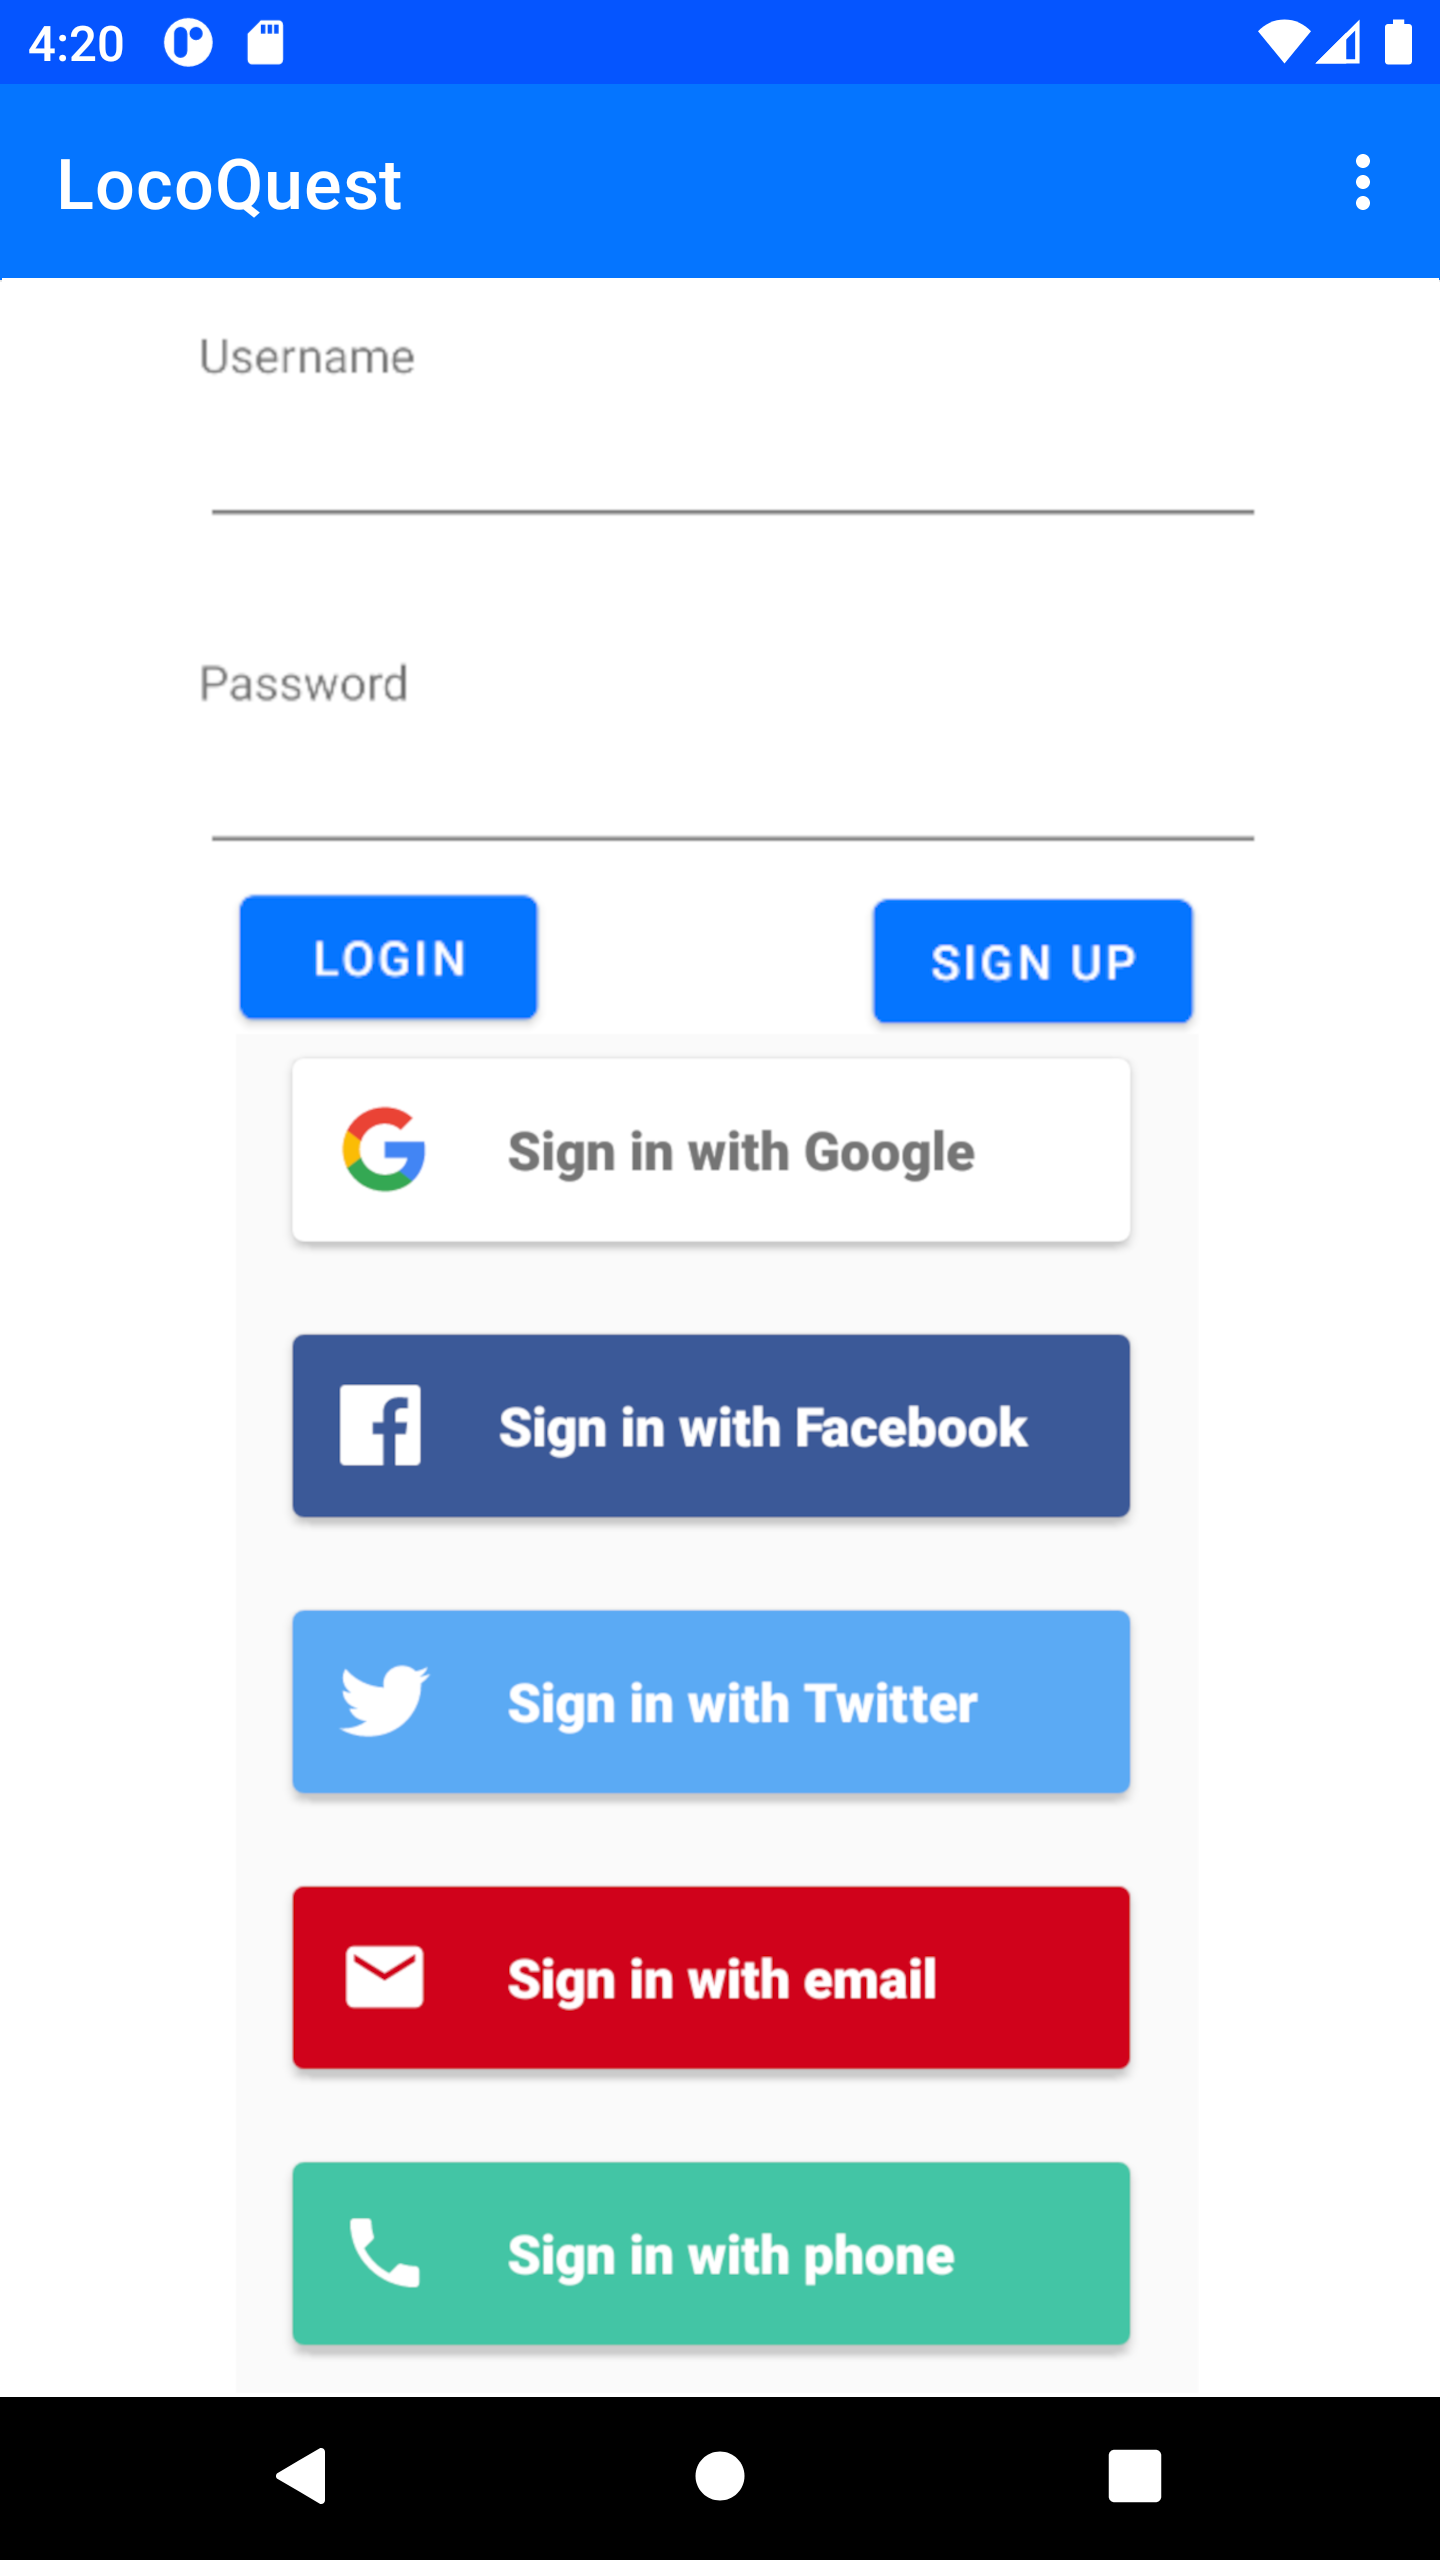 4:20
LocoQuest
Username
Password
LOGIN
SIGN UP
Sign in with Google
Sign in with Facebook
Sign in with Twitter
Sign in with email
Sign in with phone